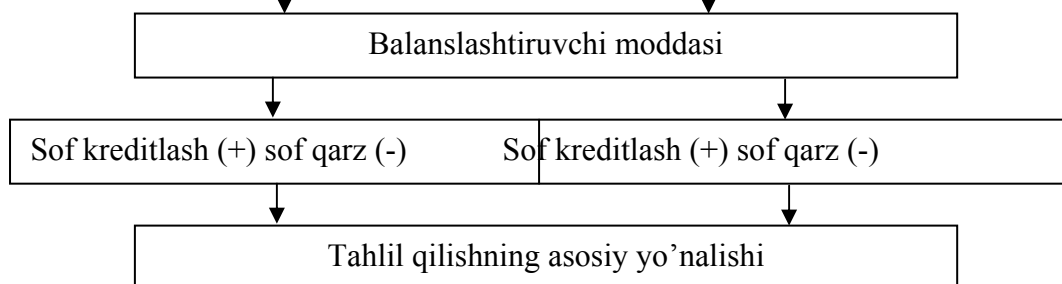 Balanslashtiruvchi moddasi
Sof kreditlash (+) sof qarz (-) Sof kreditlash (+) sof qarz (-)
Tahlil qilishning asosiy yo’nalishi